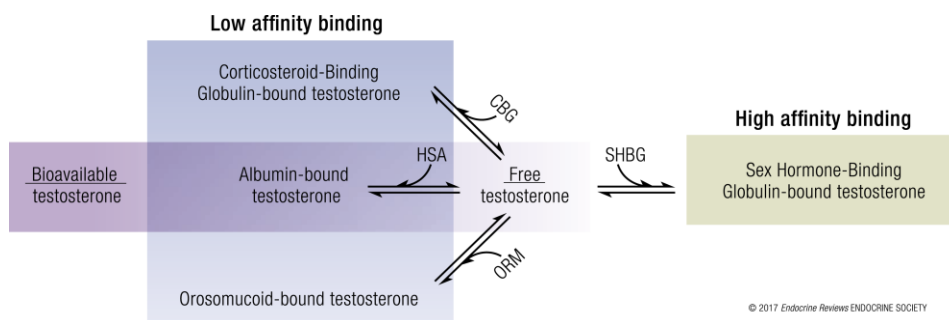 Low affinity binding
Corticosteroid-Binding
Globulin-bound testosterone
CBG
High affinity binding
Bioavailable
testosterone
Albumin-bound
testosterone
HSA
Free
testosterone
SHBG
Sex Hormone-Binding
Globulin-bound testosterone
ORM
Orosomucoid-bound testosterone
© 2017 Endocrine Reviews ENDOCRINE SOCIETY